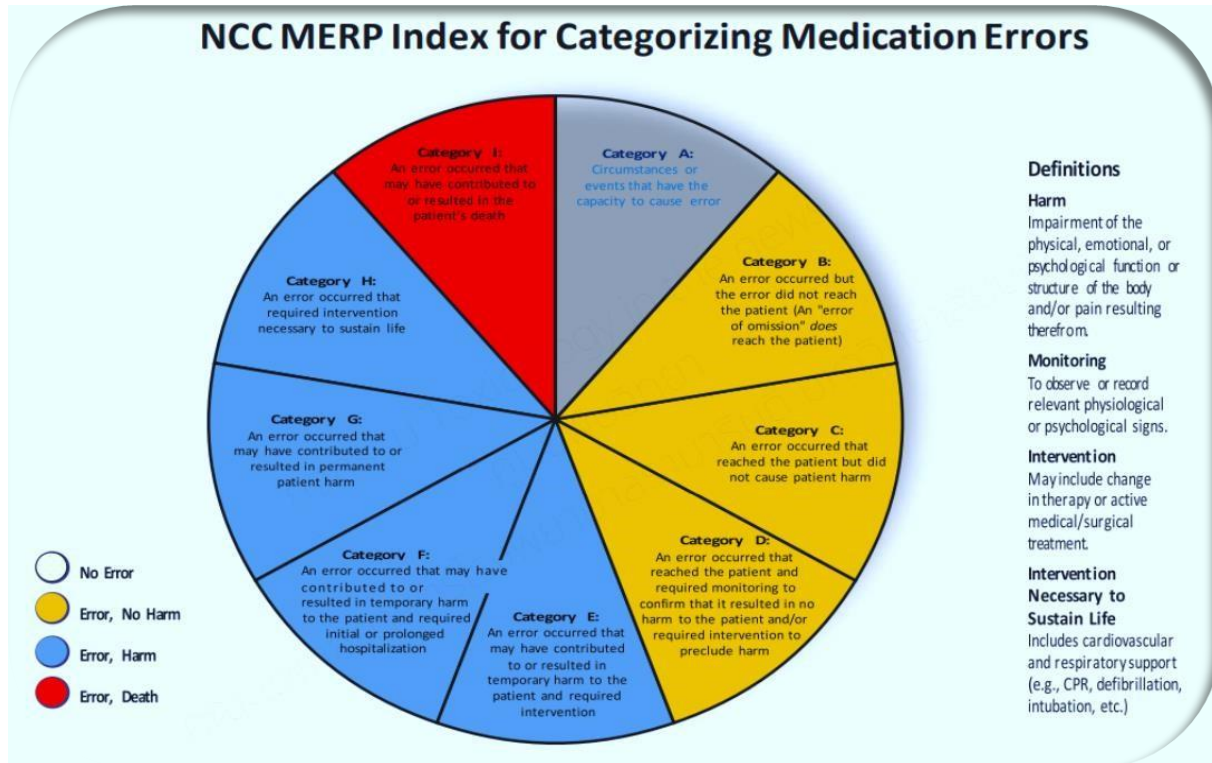 NCC MERP Index for Categorizing Medication Errors
Category I:
An error occurred that
may have contributed to
or resulted in the
patient's death
Category A:
Circumstances or
events that have the
capacity to cause error
Category B:
An error occurred but
the error did not reach
the patient (An "error
of omission" does
reach the patient)
Category C:
An error occurred that
reached the patient but did
not cause patient harm
Category D:
An error occurred that
reached the patient and
required monitoring to
confirm that it resulted in no
harm to the patient and/or
required intervention to
preclude harm
Category E:
An error occurred that
may have contributed
to or resulted in
temporary harm to the
patient and required
intervention
Category F:
An error occurred that may have
contributed to or
resulted in temporary harm
to the patient and required
initial or prolonged
hospitalization
Category G:
An error occurred that
may have contributed to or
resulted in permanent
patient harm
Category H:
An error occurred that
required intervention
necessary to sustain life
No Error
Error, No Harm
Error, Harm
Error, Death
Definitions
Harm
Impairment of the
physical, emotional, or
psychological function or
structure of the body
and/or pain resulting
therefrom.
Monitoring
To observe or record
relevant physiological
or psychological signs.
Intervention
May include change
in therapy or active
medical/surgical
treatment.
Intervention
Necessary to
Sustain Life
Includes cardiovascular
and respiratory support
(e.g., CPR, defibrillation,
intubation, etc.)